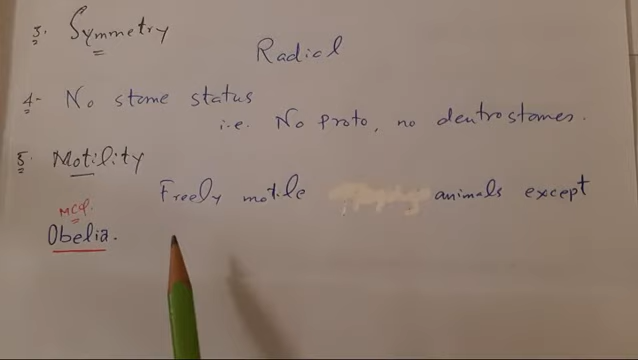 3. Symmetry
Radial
4- No stome status
i.e. No proto, no deutrostomes.
5. Motility
Freely motile animals except
MCQ.
Obelia.